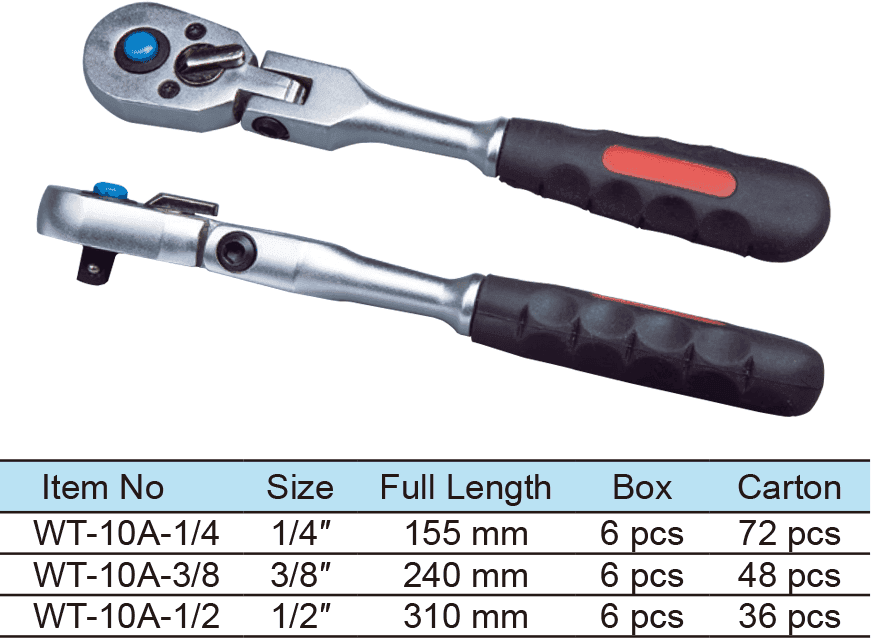 Item No Size Full Length Box Carton
WT-10A-1/4 1/4″ 155 mm 6 pcs 72 pcs
WT-10A-3/8 3/8″ 240 mm 6 pcs 48 pcs
WT-10A-1/2 1/2″ 310 mm 6 pcs 36 pcs